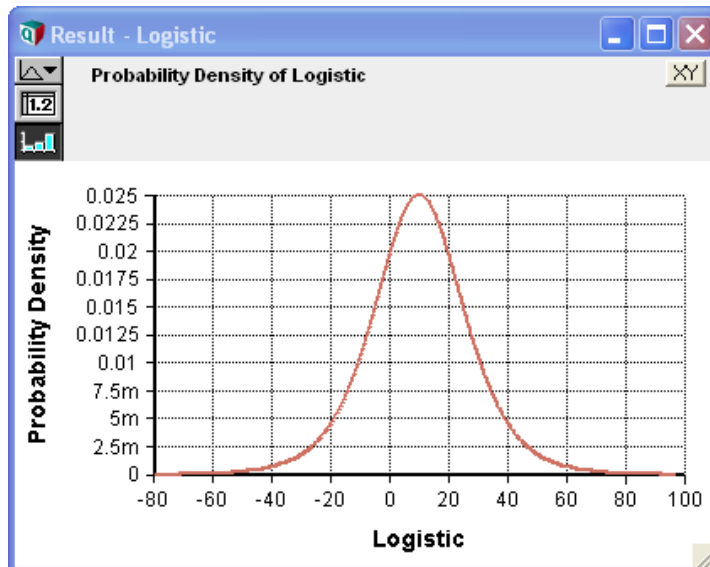 Result - Logistic
Probability Density of Logistic
XY
1.2
Probability Density
0.025
0.0225
0.02
0.0175
0.015
0.0125
0.01
7.5m
5m
2.5m
0
-80 -60 -40 -20 0 20 40 60 80 100
Logistic